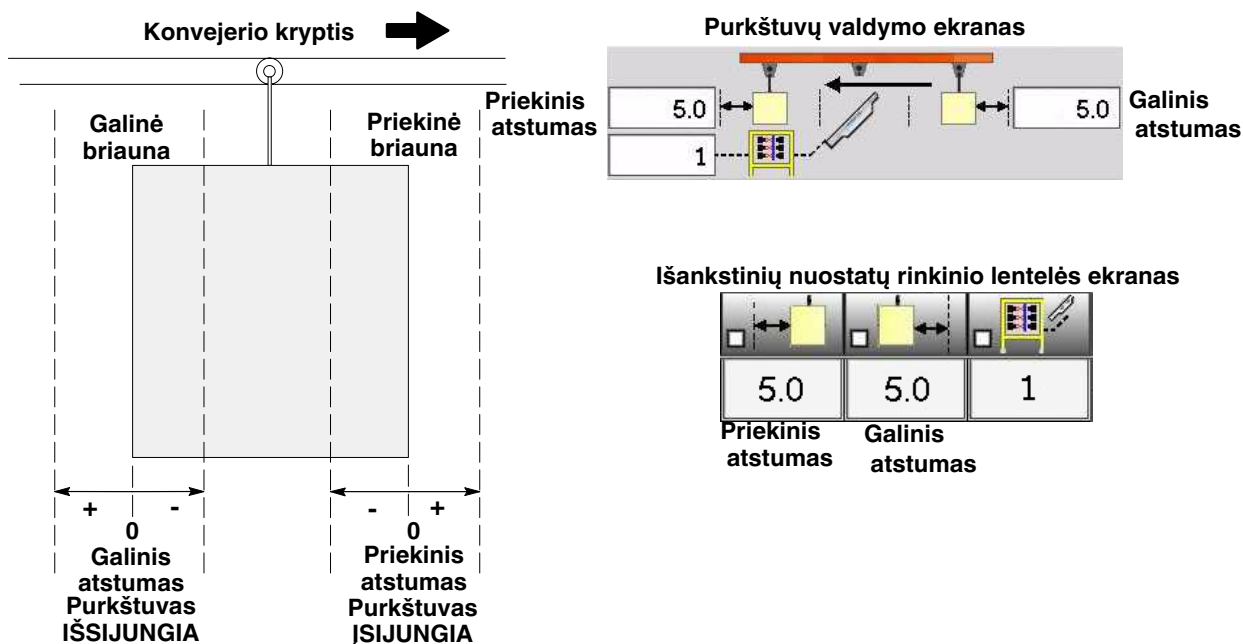 Konvejerio kryptis
Galinė
briauna
Priekinė
briauna
+ -
0
Galinis
atstumas
Purkštuvas
IŠSIJUNGIA
- +
0
Priekinis
atstumas
Purkštuvas
ĮSIJUNGIA
Purkštuvų valdymo ekranas
Priekinis
atstumas
5.0
1
5.0
Galinis
atstumas
Išankstinių nuostatų rinkinio lentelės ekranas
5.0 5.0 1
Priekinis
atstumas
Galinis
atstumas